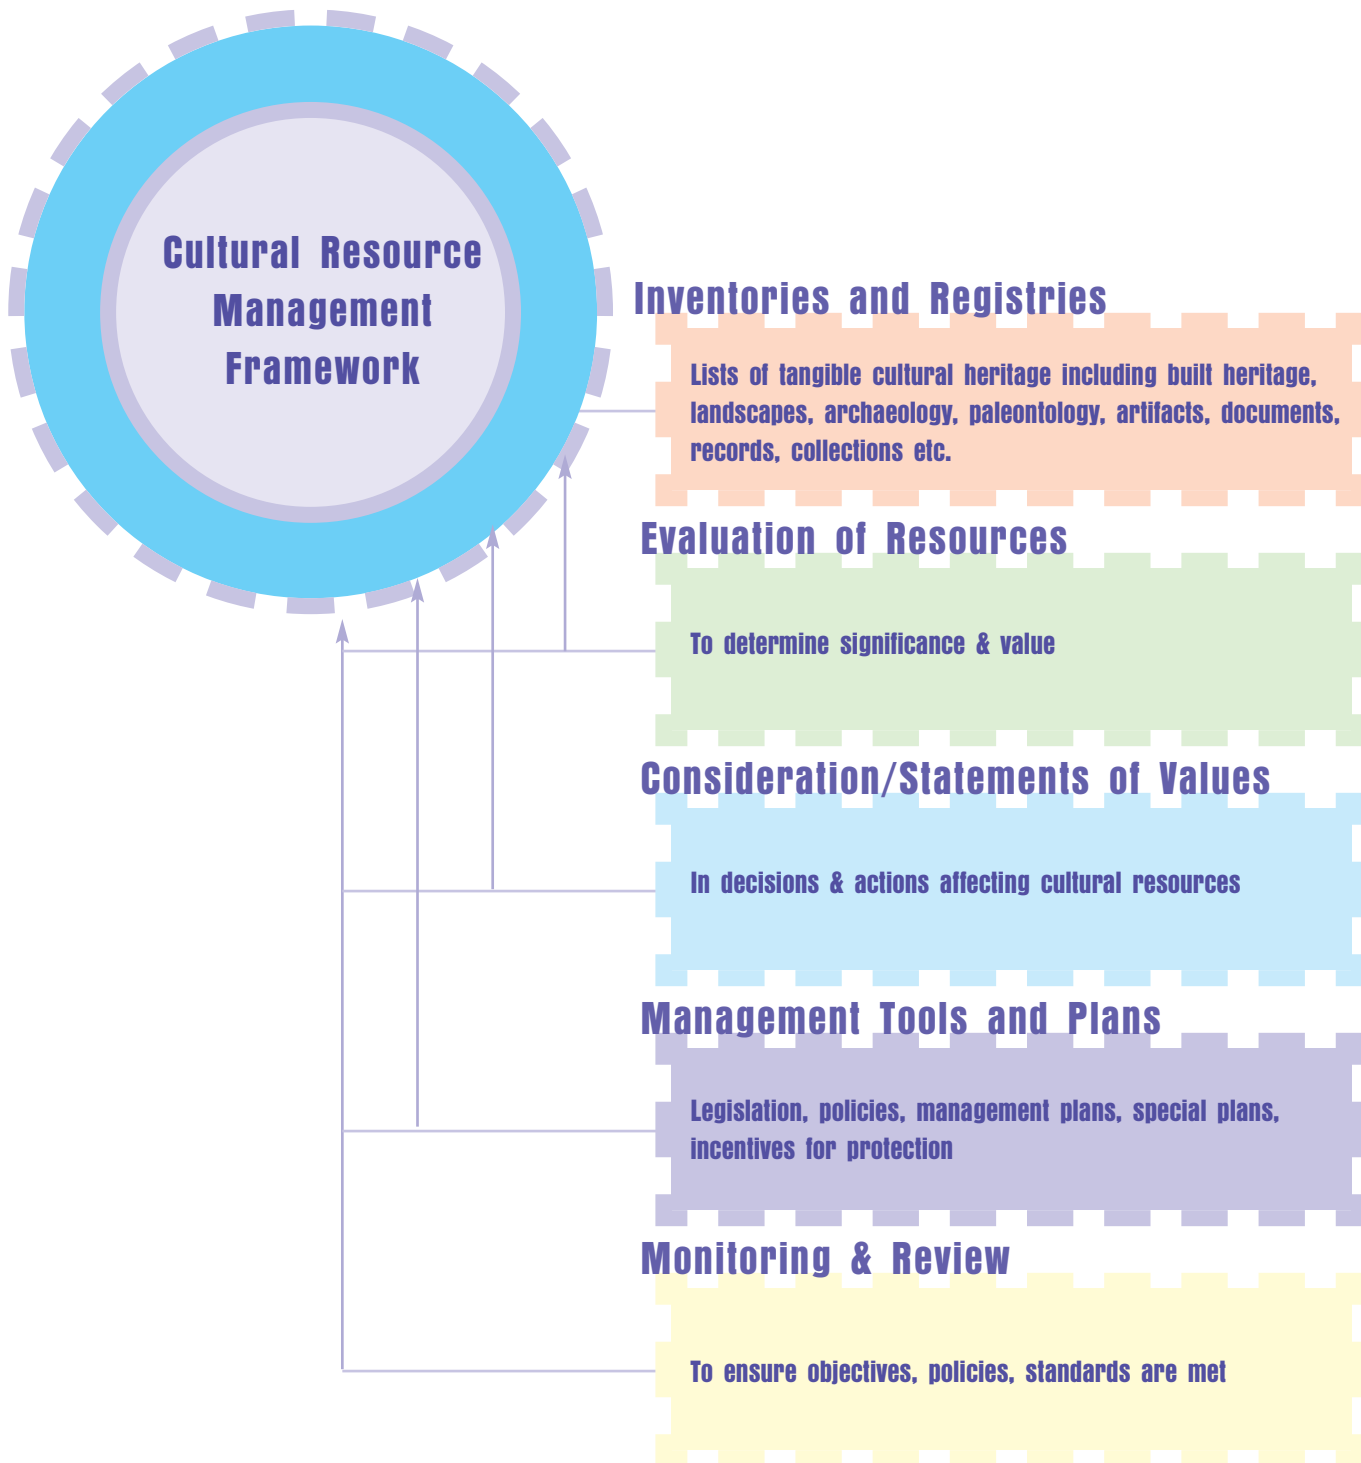 Cultural Resource
Management
Framework
Inventories and Registries
Lists of tangible cultural heritage including built heritage,
landscapes, archaeology, paleontology, artifacts, documents,
records, collections etc.
Evaluation of Resources
To determine significance & value
Consideration/Statements of Values
In decisions & actions affecting cultural resources
Management Tools and Plans
Legislation, policies, management plans, special plans,
incentives for protection
Monitoring & Review
To ensure objectives, policies, standards are met